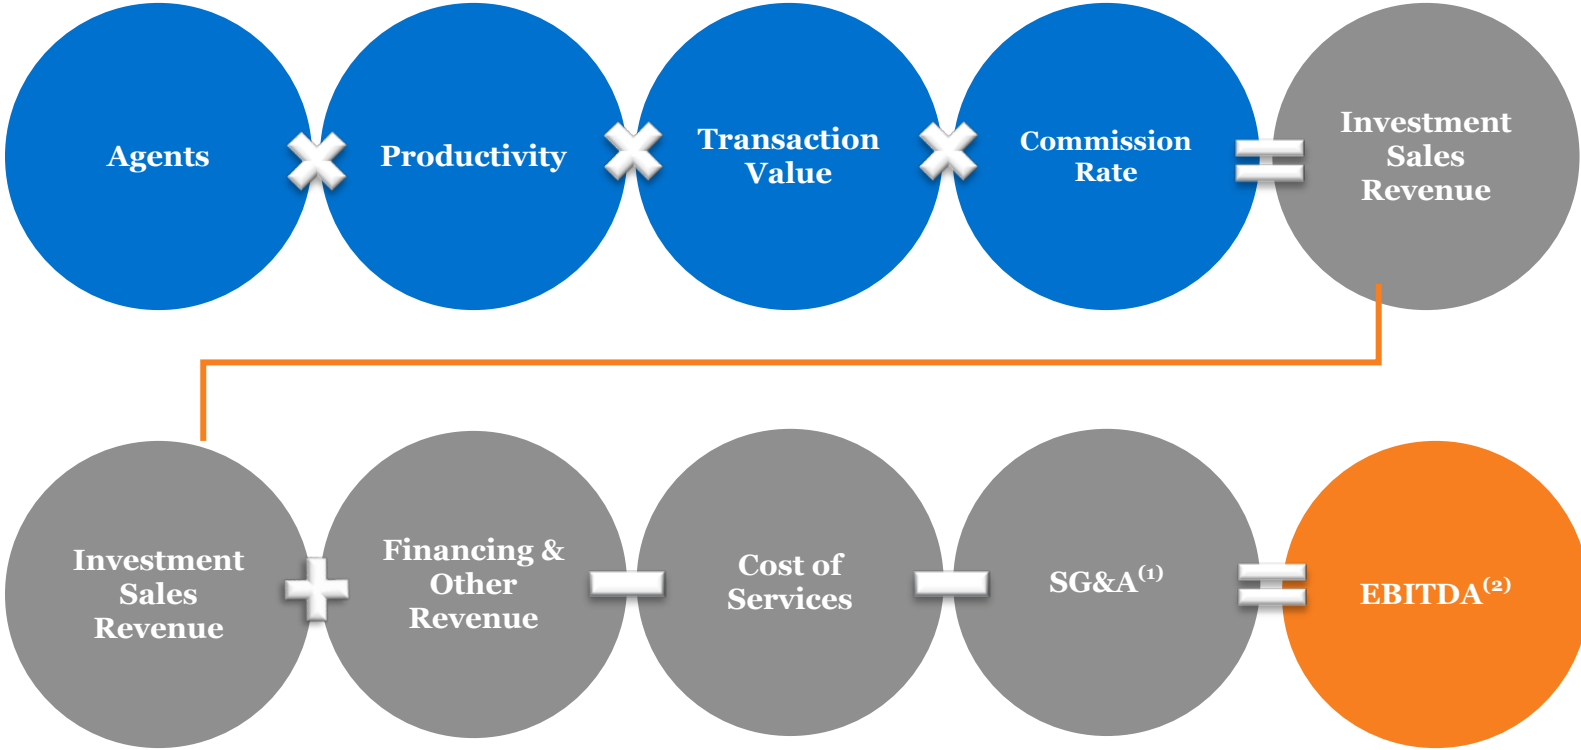 Agents
Productivity
Transaction
Value
Commission
Rate
Investment
Sales
Revenue
Investment
Sales
Revenue
Financing &
Other
Revenue
Cost of
Services
SG&A(1)
EBITDA(2)